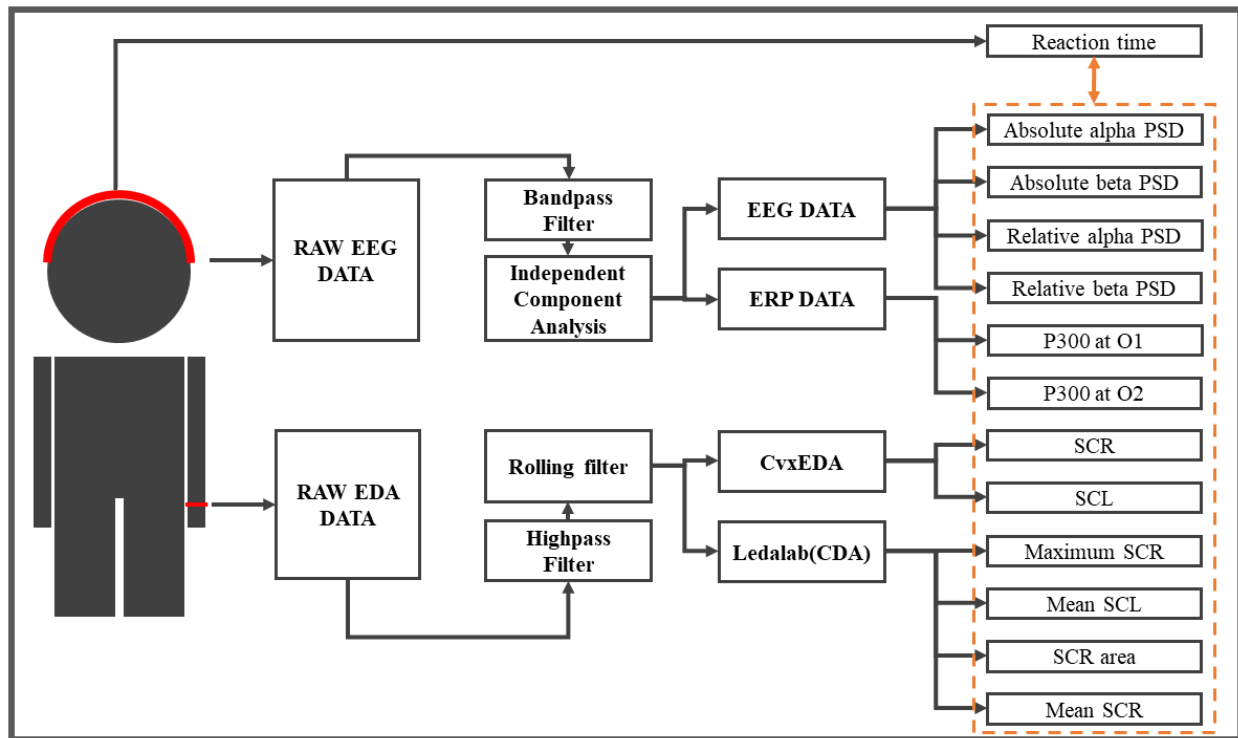 Reaction time
Absolute alpha PSD
Absolute beta PSD
Relative alpha PSD
Relative beta PSD
P300 at O1
P300 at O2
SCR
SCL
Maximum SCR
Mean SCL
SCR area
Mean SCR
RAW EEG
DATA
Bandpass
Filter
Independent
Component
Analysis
EEG DATA
ERP DATA
RAW EDA
DATA
Rolling filter
Highpass
Filter
CvxEDA
Ledalab(CDA)